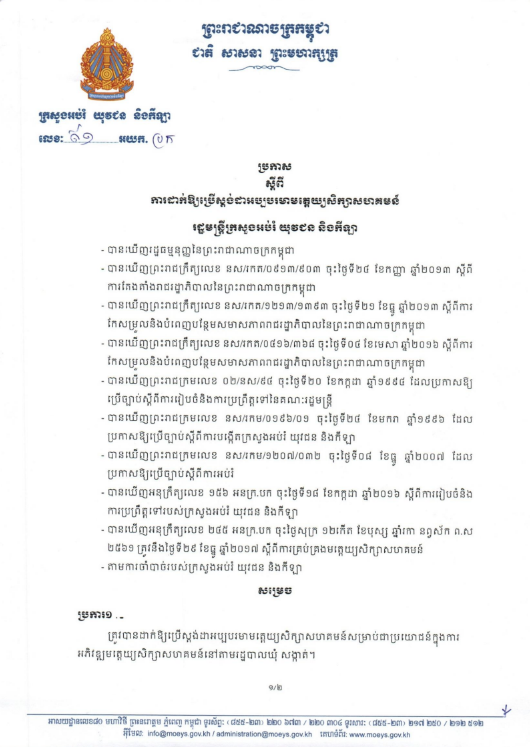 ព្រះរាជាណាចក្រកម្ពុជា
ជាតិ សាសនា ព្រះមហាក្សត្រ
ក្រសួងអប់រំ យុវជន និងកីឡា
លេខ: ៤១ អយក. ប្រក
ប្រកាស
ស្តីពី
ការដាក់ឱ្យប្រើស្តង់ដាអប្បបរមាមត្តេយ្យសិក្សាសហគមន៍
រដ្ឋមន្ត្រីក្រសួងអប់រំ យុវជន និងកីឡា
- បានឃើញរដ្ឋធម្មនុញ្ញនៃព្រះរាជាណាចក្រកម្ពុជា
- បានឃើញព្រះរាជក្រឹត្យលេខ នស/រកត/០៩១៣/៩០៣ ចុះថ្ងៃទី២៤ ខែកញ្ញា ឆ្នាំ២០១៣ ស្តីពី
ការតែងតាំងរាជរដ្ឋាភិបាលនៃព្រះរាជាណាចក្រកម្ពុជា
- បានឃើញព្រះរាជក្រឹត្យលេខ នស/រកត/១២១៣/១៣៩៣ ចុះថ្ងៃទី២១ ខែធ្នូ ឆ្នាំ២០១៣ ស្តីពីការ
កែសម្រួលនិងបំពេញបន្ថែមសមាសភាពរាជរដ្ឋាភិបាលនៃព្រះរាជាណាចក្រកម្ពុជា
- បានឃើញព្រះរាជក្រឹត្យលេខ នស/រកត/០៤១៦/៣៦៨ ចុះថ្ងៃទី០៤ ខែមេសា ឆ្នាំ២០១៦ ស្តីពីការ
កែសម្រួលនិងបំពេញបន្ថែមសមាសភាពរាជរដ្ឋាភិបាលនៃព្រះរាជាណាចក្រកម្ពុជា
- បានឃើញព្រះរាជក្រមលេខ ០២/នស/៩៤ ចុះថ្ងៃទី២០ ខែកក្កដា ឆ្នាំ១៩៩៤ ដែលប្រកាសឱ្យ
ប្រើច្បាប់ស្តីពីការរៀបចំនិងការប្រព្រឹត្តទៅនៃគណៈរដ្ឋមន្ត្រី
- បានឃើញព្រះរាជក្រមលេខ នស/រកម/០១៩៦/០១ ចុះថ្ងៃទី២៤ ខែមករា ឆ្នាំ១៩៩៦ ដែល
ប្រកាសឱ្យប្រើច្បាប់ស្តីពីការបង្កើតក្រសួងអប់រំ យុវជន និងកីឡា
- បានឃើញព្រះរាជក្រមលេខ នស/រកម/១២០៧/០៣២ ចុះថ្ងៃទី០៨ ខែធ្នូ ឆ្នាំ២០០៧ ដែល
ប្រកាសឱ្យប្រើច្បាប់ស្តីពីការអប់រំ
- បានឃើញអនុក្រឹត្យលេខ ១៥៦ អនក្រ.បក ចុះថ្ងៃទី១៨ ខែកក្កដា ឆ្នាំ២០១៦ ស្តីពីការរៀបចំនិង
ការប្រព្រឹត្តទៅរបស់ក្រសួងអប់រំ យុវជន និងកីឡា
- បានឃើញអនុក្រឹត្យលេខ ២៤៥ អនក្រ.បក ចុះថ្ងៃសុក្រ ១២កើត ខែបុស្ស ឆ្នាំរកា នព្វស័ក ព.ស
២៥៦១ ត្រូវនឹងថ្ងៃទី២៩ ខែធ្នូ ឆ្នាំ២០១៧ ស្តីពីការគ្រប់គ្រងមត្តេយ្យសិក្សាសហគមន៍
- តាមការចាំបាច់របស់ក្រសួងអប់រំ យុវជន និងកីឡា
សម្រេច
ប្រការ១ . _
ត្រូវបានដាក់ឱ្យប្រើស្តង់ដាអប្បបរមាមត្តេយ្យសិក្សាសហគមន៍សម្រាប់ជាប្រយោជន៍ក្នុងការ
អភិវឌ្ឍមត្តេយ្យសិក្សាសហគមន៍នៅតាមរដ្ឋបាលឃុំ សង្កាត់។
១/២
អាសយដ្ឋានលេខ៨០ មហាវិថី ព្រះនរោត្តម ភ្នំពេញ កម្ពុជា ទូរស័ព្ទ: (៨៥៥-២៣) ២២០ ៦៧៣ / ២២០ ៣០៤ ទូរសារ: (៨៥៥-២៣) ២១៧ ២៥០ / ២១២ ៥១២
អ៊ីមែល: info@moeys.gov.kh / administration@moeys.gov.kh គេហទំព័រ: www.moeys.gov.kh